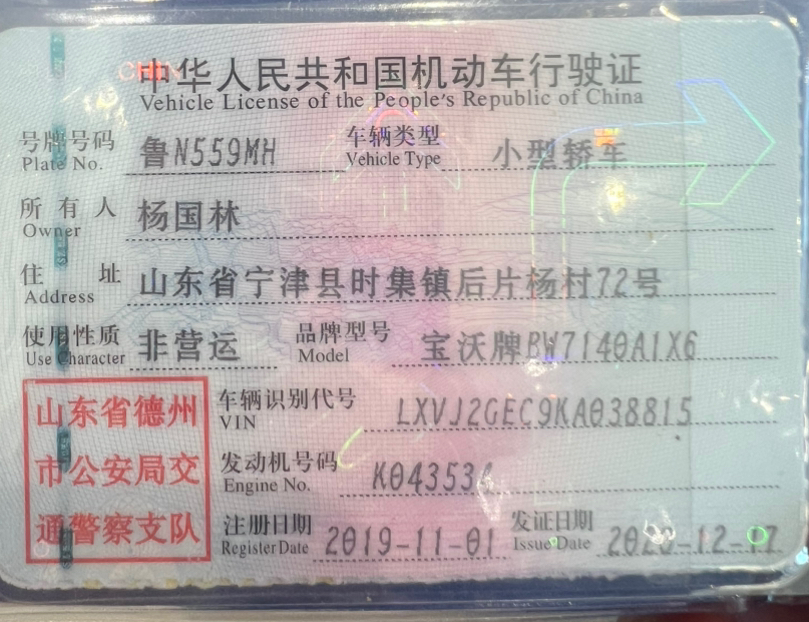 中华人民共和国机动车行驶证
Vehicle License of the People's Republic of China
号牌号码 鲁N559MH 车辆类型 小型轿车
Plate No. Vehicle Type
所有人 杨国林
Owner
住址 山东省宁津县时集镇后片杨村72号
Address
使用性质 非营运 品牌型号 宝沃牌BW7140A1X6
Use Character Model
山东省德州
市公安局交
通警察支队
车辆识别代号 LXVJ2GEC9KA038815
VIN
发动机号码
Engine No.
注册日期 2019-11-01 发证日期
Register Date Issue Date